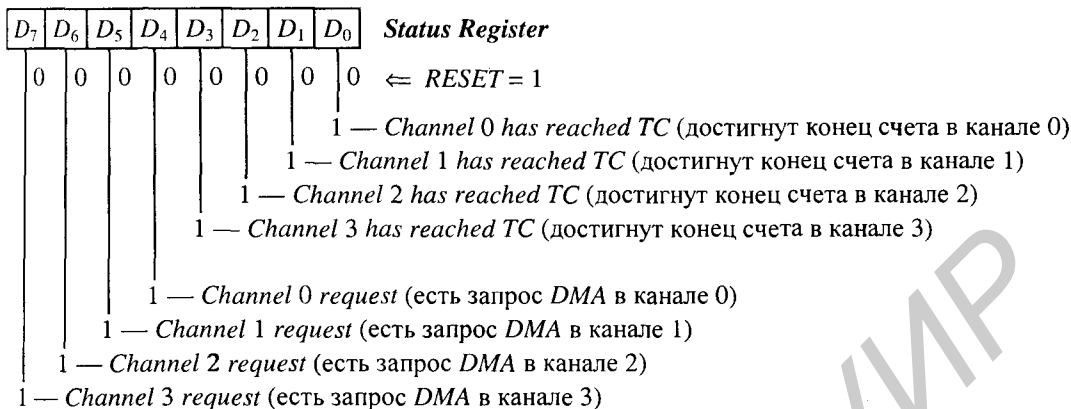 D7 D6 D5 D4 D3 D2 D1 D0 Status Register
0 0 0 0 0 0 0 0 ⇐ RESET = 1
1 — Channel 0 has reached TC (достигнут конец счета в канале 0)
1 — Channel 1 has reached TC (достигнут конец счета в канале 1)
1 — Channel 2 has reached TC (достигнут конец счета в канале 2)
1 — Channel 3 has reached TC (достигнут конец счета в канале 3)
1 — Channel 0 request (есть запрос DMA в канале 0)
1 — Channel 1 request (есть запрос DMA в канале 1)
1 — Channel 2 request (есть запрос DMA в канале 2)
1 — Channel 3 request (есть запрос DMA в канале 3)